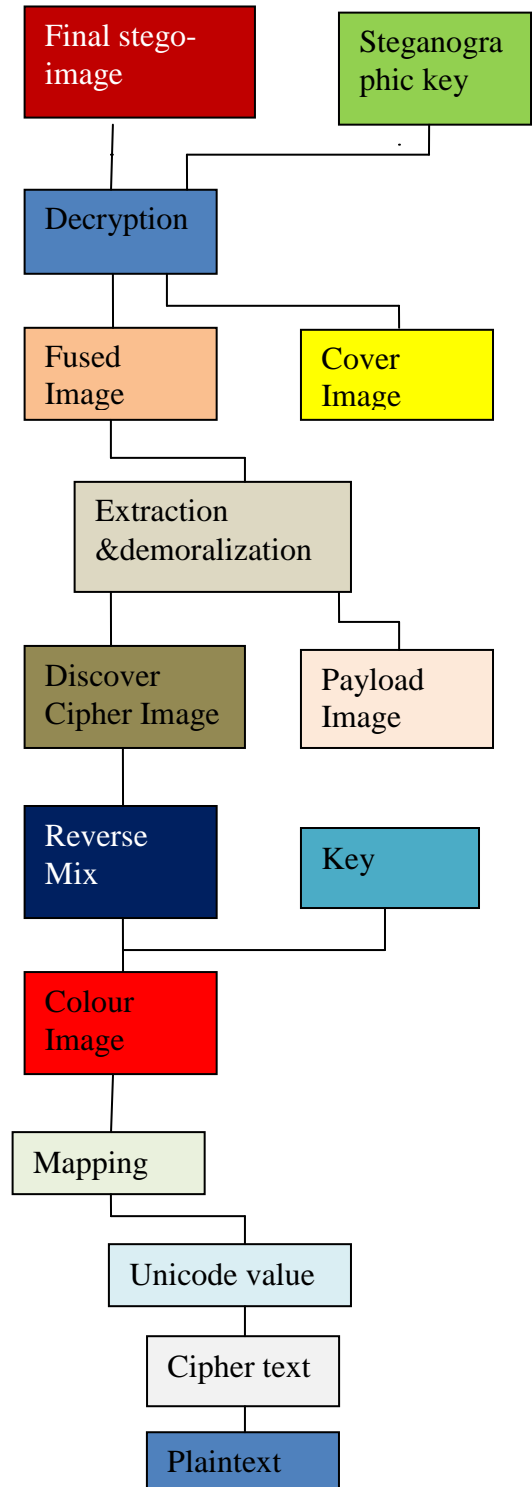 Final stego-
image
Steganogra
phic key
Decryption
Fused
Image
Cover
Image
Extraction
&demoralization
Discover
Cipher Image
Payload
Image
Reverse
Mix
Key
Colour
Image
Mapping
Unicode value
Cipher text
Plaintext